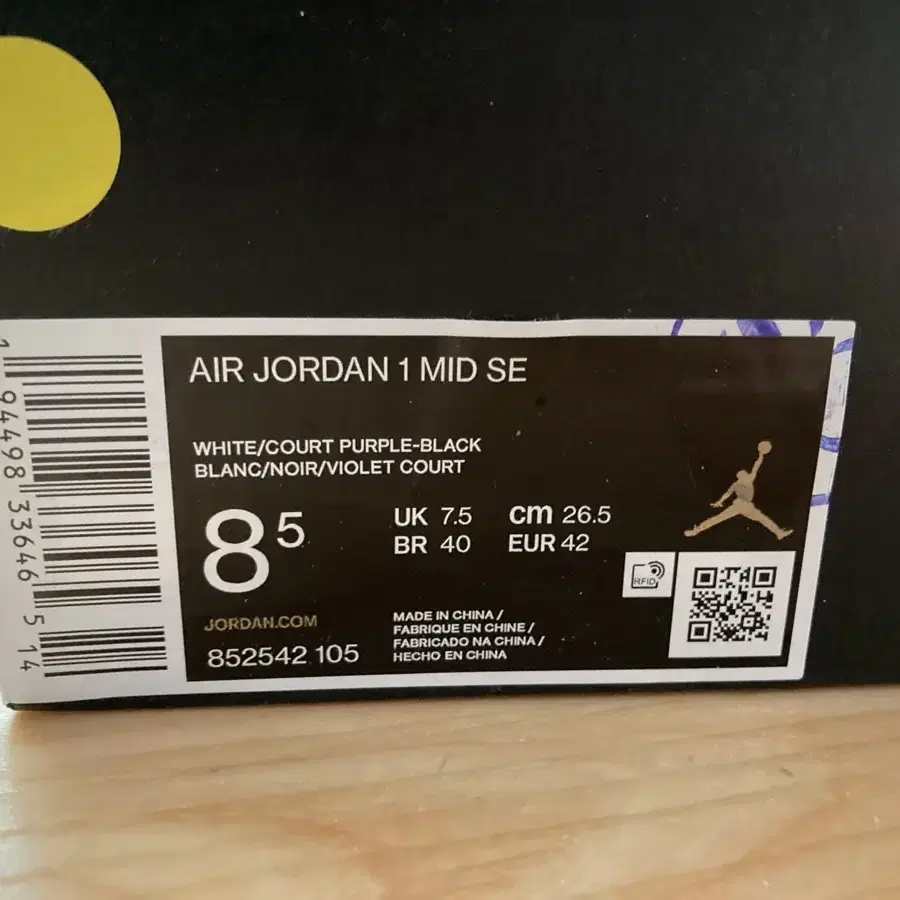 AIR JORDAN 1 MID SE
WHITE/COURT PURPLE-BLACK
BLANC/NOIR/VIOLET COURT
8 5
UK 7.5 cm 26.5
BR 40 EUR 42
RFID
JORDAN.COM
852542 105
MADE IN CHINA /
FABRIQUE EN CHINE /
FABRICADO NA CHINA /
HECHO EN CHINA
1 94498 33646 5 14